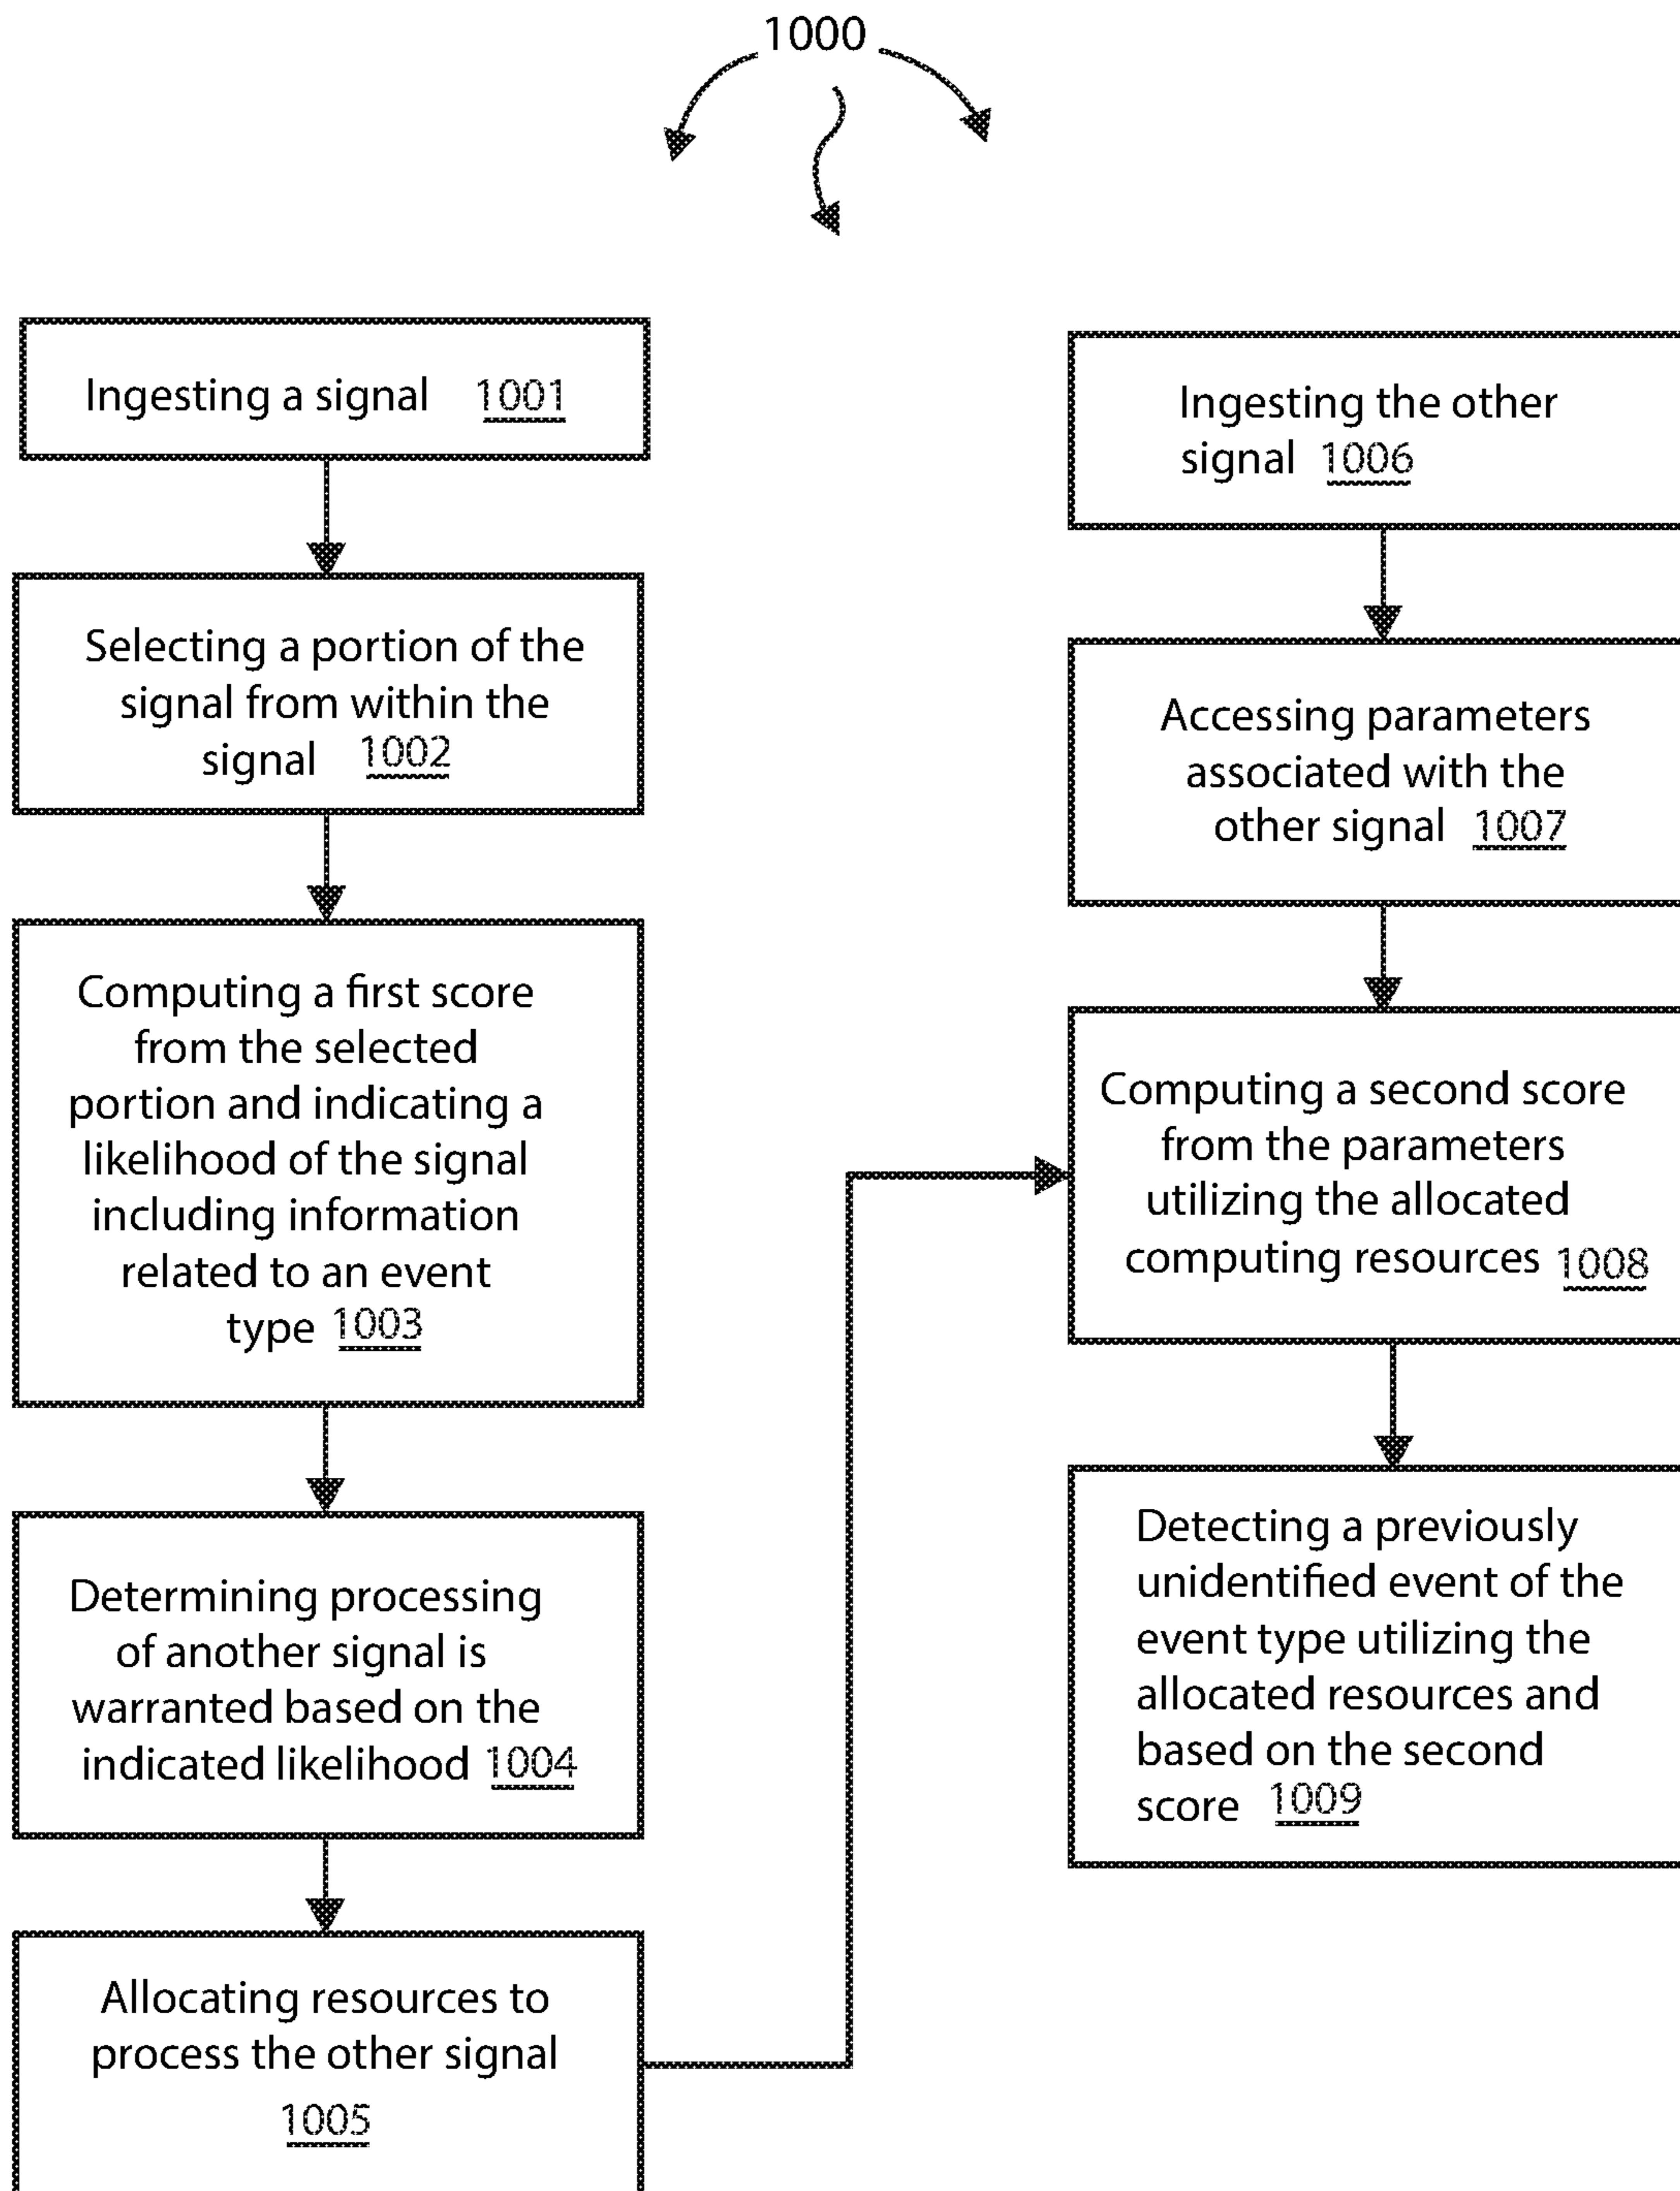 1000
Ingesting a signal 1001
Selecting a portion of the
signal from within the
signal 1002
Computing a first score
from the selected
portion and indicating a
likelihood of the signal
including information
related to an event
type 1003
Determining processing
of another signal is
warranted based on the
indicated likelihood 1004
Allocating resources to
process the other signal
1005
Ingesting the other
signal 1006
Accessing parameters
associated with the
other signal 1007
Computing a second score
from the parameters
utilizing the allocated
computing resources 1008
Detecting a previously
unidentified event of the
event type utilizing the
allocated resources and
based on the second
score 1009